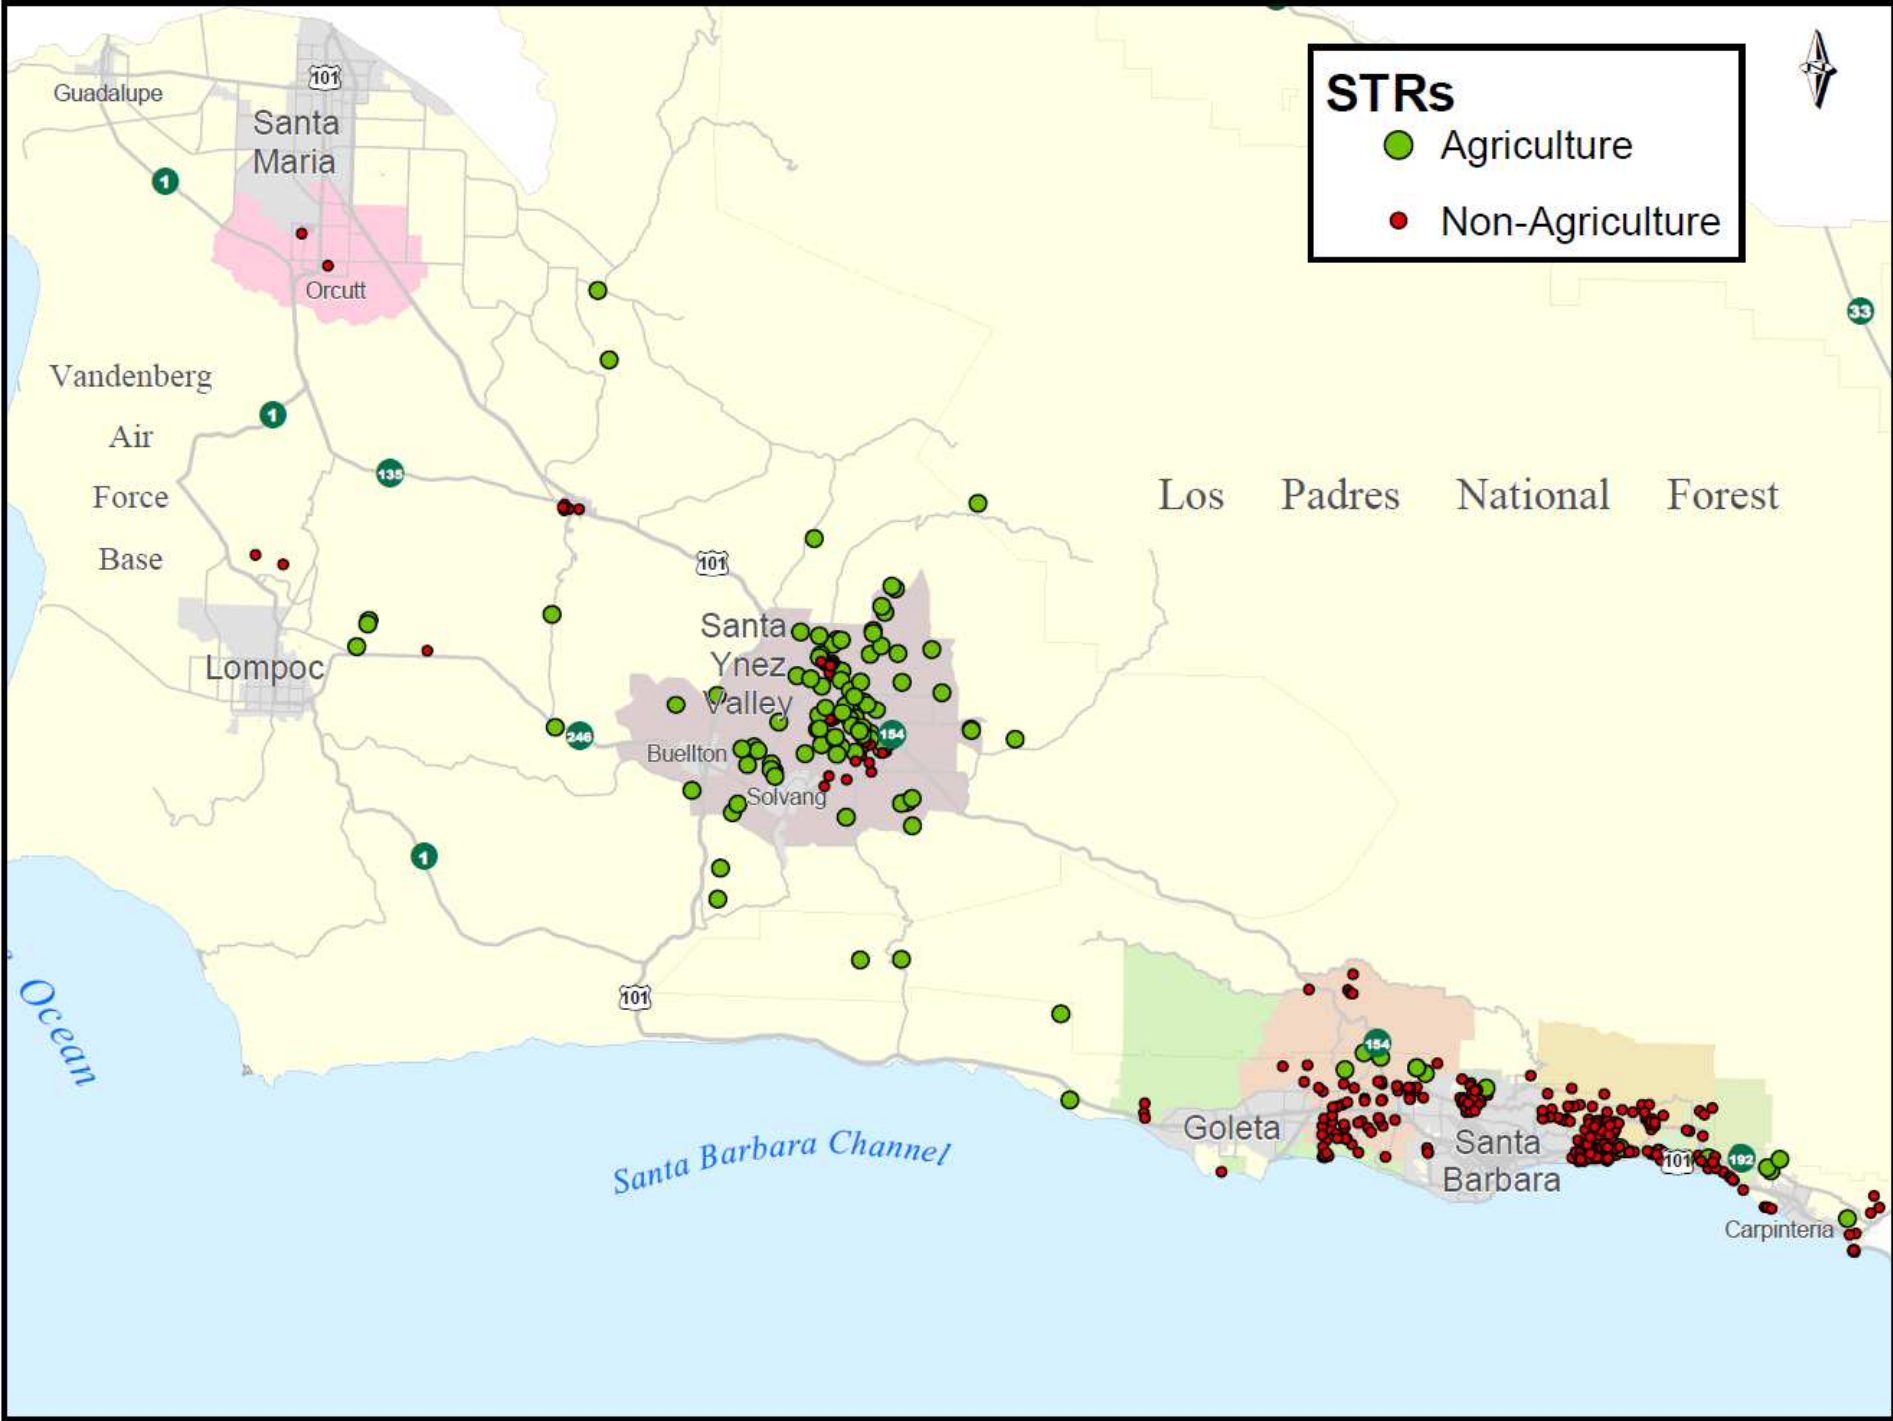 STRs
Agriculture
Non-Agriculture
N
101
Guadalupe
Santa
Maria
1
Orcutt
33
Vandenberg
Air
Force
Base
1
135
Los Padres National Forest
101
Santa
Ynez
Valley
Lompoc
154
246
Buellton
Solvang
1
Ocean
101
154
Goleta
Santa
Barbara
101
192
Carpinteria
Santa Barbara Channel